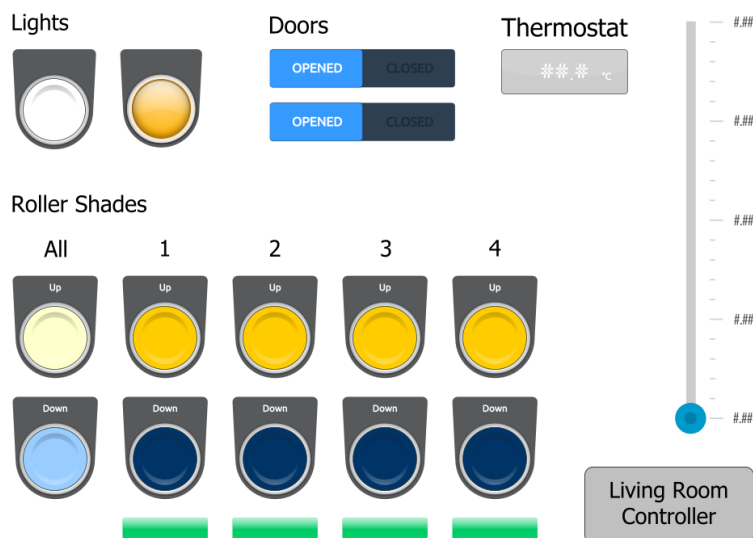 Lights
Doors
Thermostat
OPENED CLOSED
##.# °C
OPENED CLOSED
#.##
#.##
#.##
#.##
#.##
Roller Shades
All 1 2 3 4
Up Up Up Up Up
Down Down Down Down Down
Living Room
Controller